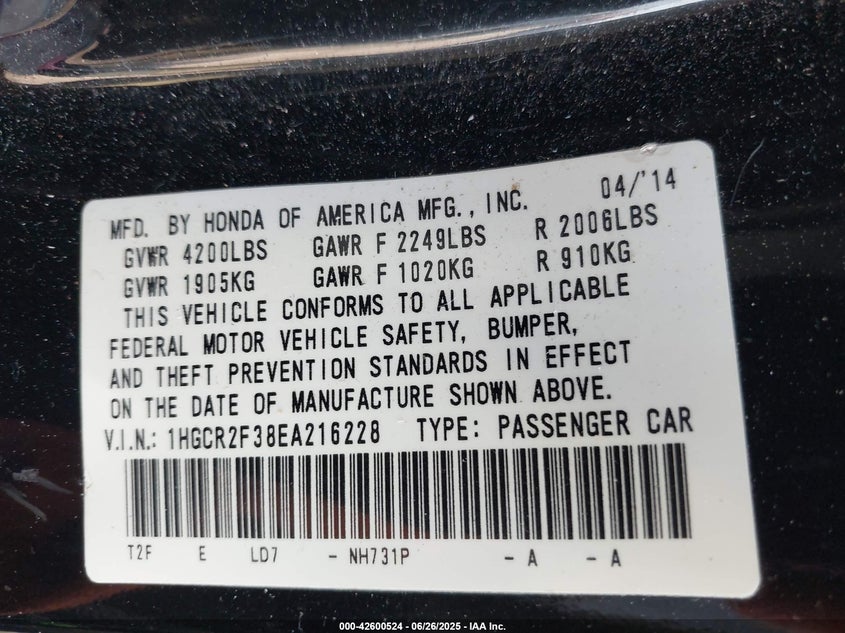 MFD. BY HONDA OF AMERICA MFG., INC. 04/'14
GVWR 4200LBS GAWR F 2249LBS R 2006LBS
GVWR 1905KG GAWR F 1020KG R 910KG
THIS VEHICLE CONFORMS TO ALL APPLICABLE
FEDERAL MOTOR VEHICLE SAFETY, BUMPER,
AND THEFT PREVENTION STANDARDS IN EFFECT
ON THE DATE OF MANUFACTURE SHOWN ABOVE.
V.I.N.: 1HGCR2F38EA216228 TYPE: PASSENGER CAR
T2F E LD7 - NH731P - A - A
000-42600524 | 06/26/2025 - IAA Inc.